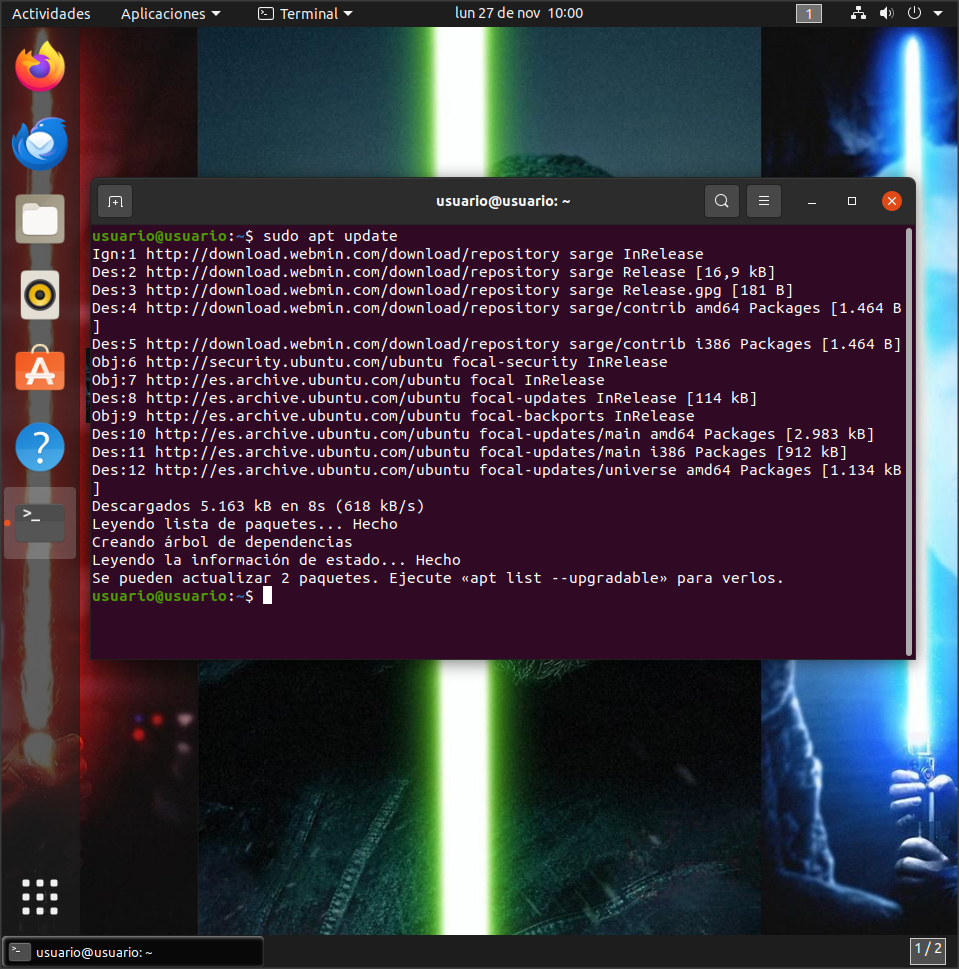 Actividades
Aplicaciones
Terminal
lun 27 de nov 10:00
1
usuario@usuario: ~
usuario@usuario:~$ sudo apt update
Ign:1 http://download.webmin.com/download/repository sarge InRelease
Des:2 http://download.webmin.com/download/repository sarge Release [16,9 kB]
Des:3 http://download.webmin.com/download/repository sarge Release.gpg [181 B]
Des:4 http://download.webmin.com/download/repository sarge/contrib amd64 Packages [1.464 B
]
Des:5 http://download.webmin.com/download/repository sarge/contrib i386 Packages [1.464 B]
Obj:6 http://security.ubuntu.com/ubuntu focal-security InRelease
Obj:7 http://es.archive.ubuntu.com/ubuntu focal InRelease
Des:8 http://es.archive.ubuntu.com/ubuntu focal-updates InRelease [114 kB]
Obj:9 http://es.archive.ubuntu.com/ubuntu focal-backports InRelease
Des:10 http://es.archive.ubuntu.com/ubuntu focal-updates/main amd64 Packages [2.983 kB]
Des:11 http://es.archive.ubuntu.com/ubuntu focal-updates/main i386 Packages [912 kB]
Des:12 http://es.archive.ubuntu.com/ubuntu focal-updates/universe amd64 Packages [1.134 kB
]
Descargados 5.163 kB en 8s (618 kB/s)
Leyendo lista de paquetes... Hecho
Creando árbol de dependencias
Leyendo la información de estado... Hecho
Se pueden actualizar 2 paquetes. Ejecute «apt list --upgradable» para verlos.
usuario@usuario:~$
usuario@usuario: ~
1 / 2